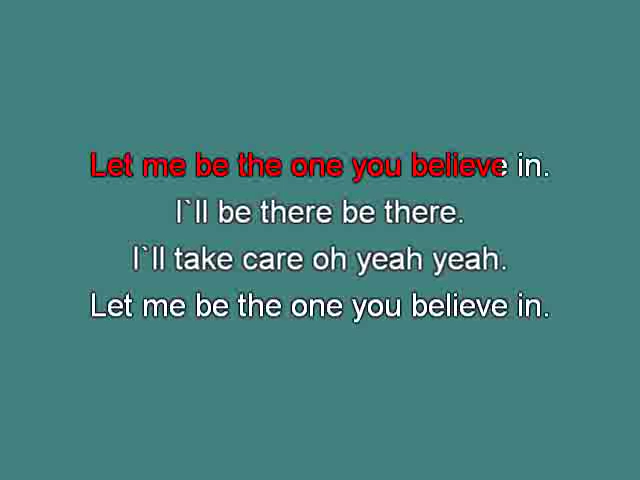 Let me be the one you believe in.
I`ll be there be there.
I`ll take care oh yeah yeah.
Let me be the one you believe in.